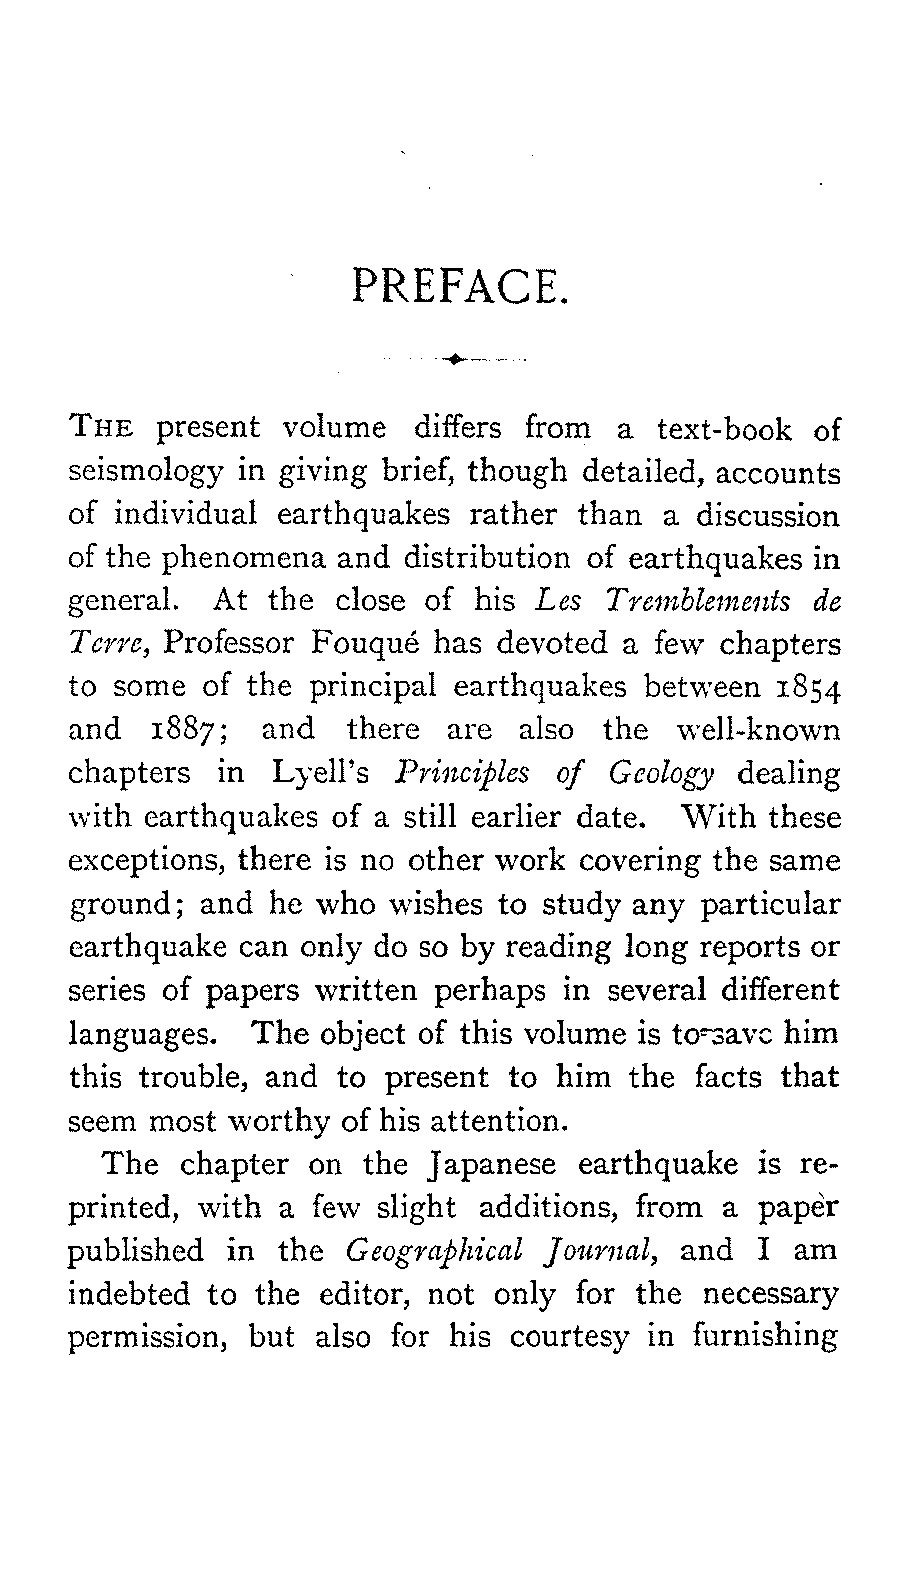 PREFACE.
THE present volume differs from a text-book of
seismology in giving brief, though detailed, accounts
of individual earthquakes rather than a discussion
of the phenomena and distribution of earthquakes in
general. At the close of his Les Tremblements de
Terre, Professor Fouqué has devoted a few chapters
to some of the principal earthquakes between 1854
and 1887; and there are also the well-known
chapters in Lyell's Principles of Geology dealing
with earthquakes of a still earlier date. With these
exceptions, there is no other work covering the same
ground; and he who wishes to study any particular
earthquake can only do so by reading long reports or
series of papers written perhaps in several different
languages. The object of this volume is to save him
this trouble, and to present to him the facts that
seem most worthy of his attention.
The chapter on the Japanese earthquake is re-
printed, with a few slight additions, from a paper
published in the Geographical Journal, and I am
indebted to the editor, not only for the necessary
permission, but also for his courtesy in furnishing